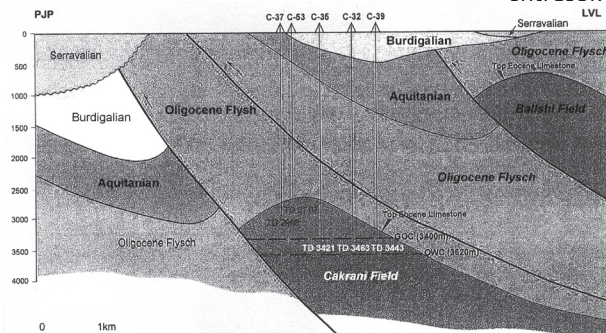 PJP
C-37 C-53 C-35 C-32 C-39
LVL
Serravalian
0
500
1000
1500
2000
2500
3000
3500
4000
Serravalian
Burdigalian
Oligocene Flysch
Top Eocene Limestone
Oligocene Flysh
Aquitanian
Ballshi Field
Burdigalian
Aquitanian
Oligocene Flysch
Oligocene Flysch
Top Eocene Limestone
GOC (3400m)
TD 3421 TD 3463 TD 3443
OWC (3620m)
Cakrani Field
0 1km